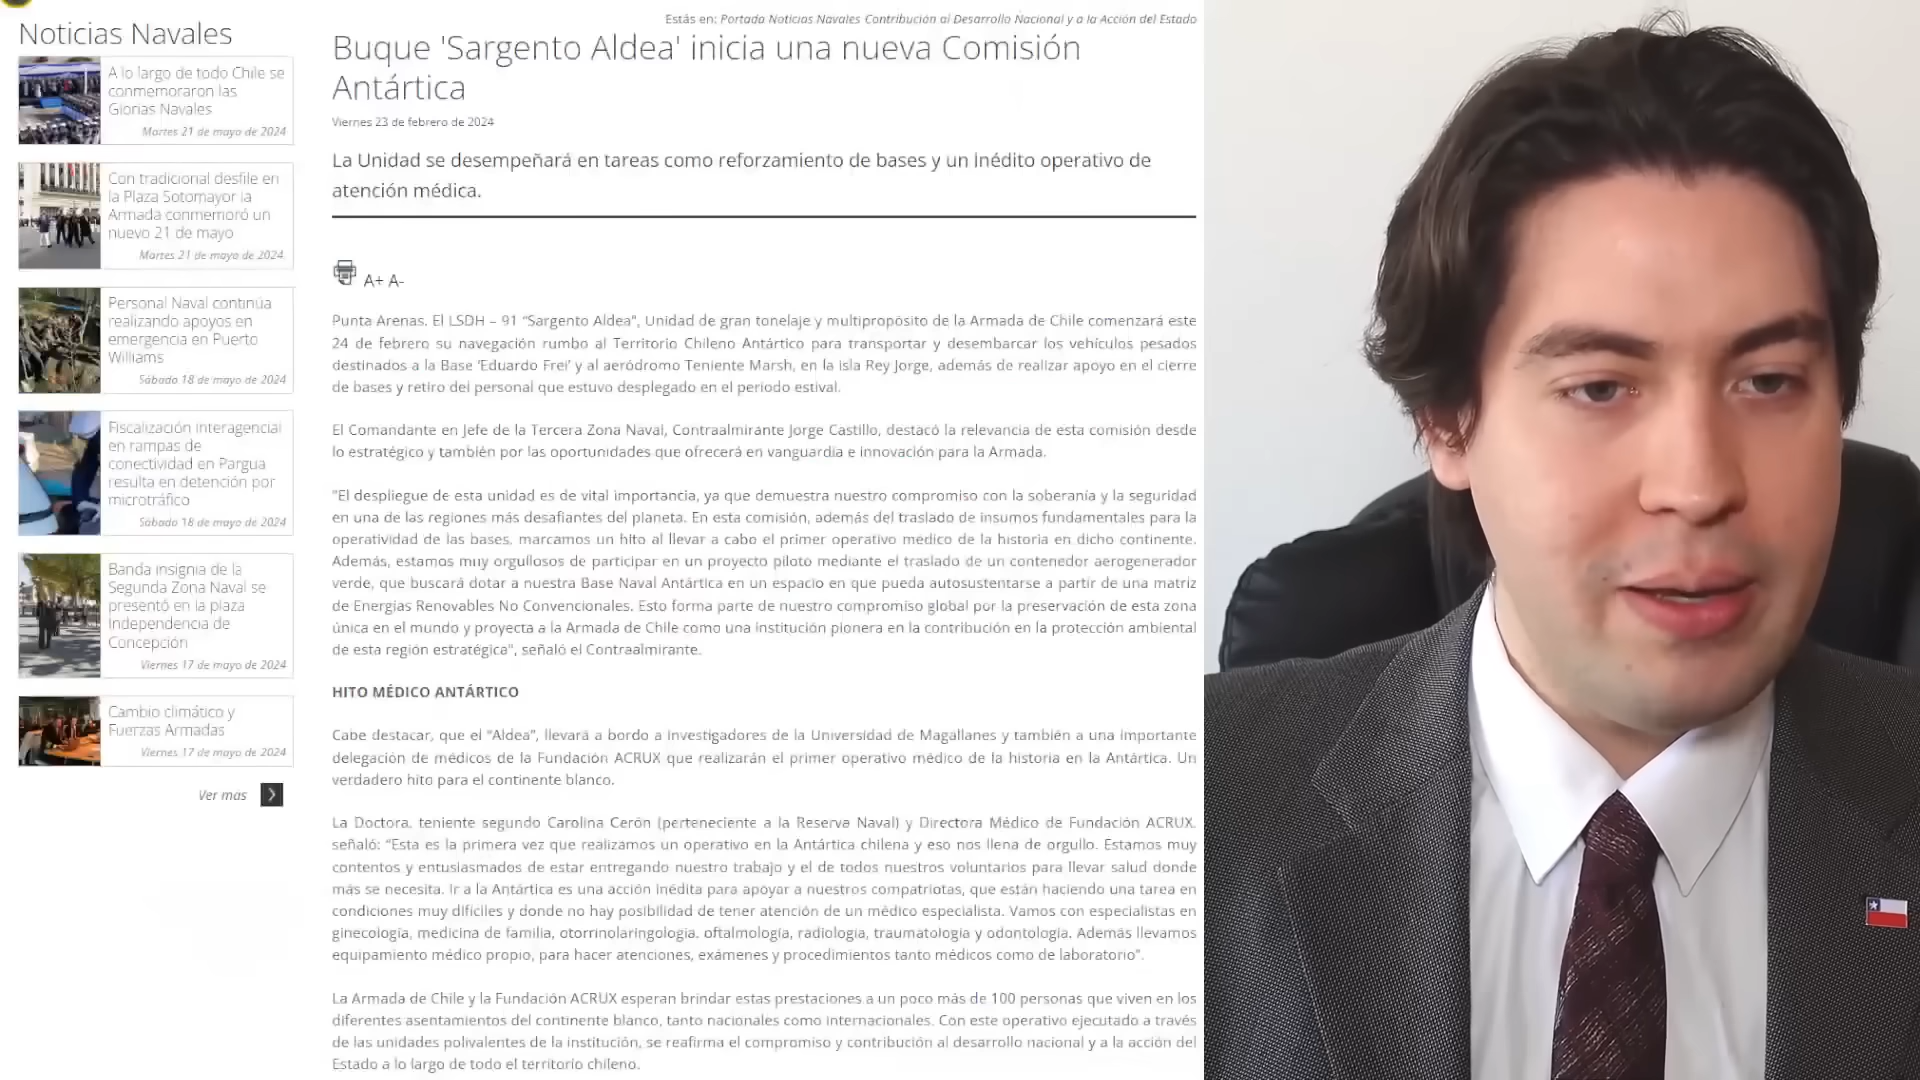 Noticias Navales
A lo largo de todo Chile se
conmemoraron las
Glorias Navales
Martes 21 de mayo de 2024
Con tradicional desfile en
la Plaza Sotomayor la
Armada conmemoró un
nuevo 21 de mayo
Martes 21 de mayo de 2024
Personal Naval continúa
realizando apoyos en
emergencia en Puerto
Williams
Sábado 18 de mayo de 2024
Fiscalización interagencial
en rampas de
conectividad en Pargua
resulta en detención por
microtráfico
Sábado 18 de mayo de 2024
Banda insignia de la
Segunda Zona Naval se
presentó en la plaza
Independencia de
Concepción
Viernes 17 de mayo de 2024
Cambio climático y
Fuerzas Armadas
Viernes 17 de mayo de 2024
Ver mas
Estás en: Portada Noticias Navales Contribución al Desarrollo Nacional y a la Acción del Estado
Buque 'Sargento Aldea' inicia una nueva Comisión
Antártica
Viernes 23 de febrero de 2024
La Unidad se desempeñará en tareas como reforzamiento de bases y un inédito operativo de
atención médica.
A+ A-
Punta Arenas. El LSDH – 91 "Sargento Aldea", Unidad de gran tonelaje y multipropósito de la Armada de Chile comenzará este
24 de febrero su navegación rumbo al Territorio Chileno Antártico para transportar y desembarcar los vehículos pesados
destinados a la Base 'Eduardo Frei' y al aeródromo Teniente Marsh, en la isla Rey Jorge, además de realizar apoyo en el cierre
de bases y retiro del personal que estuvo desplegado en el periodo estival.
El Comandante en Jefe de la Tercera Zona Naval, Contraalmirante Jorge Castillo, destacó la relevancia de esta comisión desde
lo estratégico y también por las oportunidades que ofrecerá en vanguardia e innovación para la Armada.
"El despliegue de esta unidad es de vital importancia, ya que demuestra nuestro compromiso con la soberanía y la seguridad
en una de las regiones más desafiantes del planeta. En esta comisión, además del traslado de insumos fundamentales para la
operatividad de las bases, marcamos un hito al llevar a cabo el primer operativo médico de la historia en dicho continente.
Además, estamos muy orgullosos de participar en un proyecto piloto mediante el traslado de un contenedor aerogenerador
verde, que buscará dotar a nuestra Base Naval Antártica en un espacio en que pueda autosustentarse a partir de una matriz
de Energías Renovables No Convencionales. Esto forma parte de nuestro compromiso global por la preservación de esta zona
única en el mundo y proyecta a la Armada de Chile como una institución pionera en la contribución en la protección ambiental
de esta región estratégica", señaló el Contraalmirante.
HITO MÉDICO ANTÁRTICO
Cabe destacar, que el "Aldea", llevará a bordo a investigadores de la Universidad de Magallanes y también a una importante
delegación de médicos de la Fundación ACRUX que realizarán el primer operativo médico de la historia en la Antártica. Un
verdadero hito para el continente blanco.
La Doctora, teniente segundo Carolina Cerón (perteneciente a la Reserva Naval) y Directora Médico de Fundación ACRUX,
señaló: "Esta es la primera vez que realizamos un operativo en la Antártica chilena y eso nos llena de orgullo. Estamos muy
contentos y entusiasmados de estar entregando nuestro trabajo y el de todos nuestros voluntarios para llevar salud donde
más se necesita. Ir a la Antártica es una acción inédita para apoyar a nuestros compatriotas, que están haciendo una tarea en
condiciones muy difíciles y donde no hay posibilidad de tener atención de un médico especialista. Vamos con especialistas en
ginecología, medicina de familia, otorrinolaringología, oftalmología, radiología, traumatología y odontología. Además llevamos
equipamiento médico propio, para hacer atenciones, exámenes y procedimientos tanto médicos como de laboratorio".
La Armada de Chile y la Fundación ACRUX esperan brindar estas prestaciones a un poco más de 100 personas que viven en los
diferentes asentamientos del continente blanco, tanto nacionales como internacionales. Con este operativo ejecutado a través
de las unidades polivalentes de la institución, se reafirma el compromiso y contribución al desarrollo nacional y a la acción del
Estado a lo largo de todo el territorio chileno.